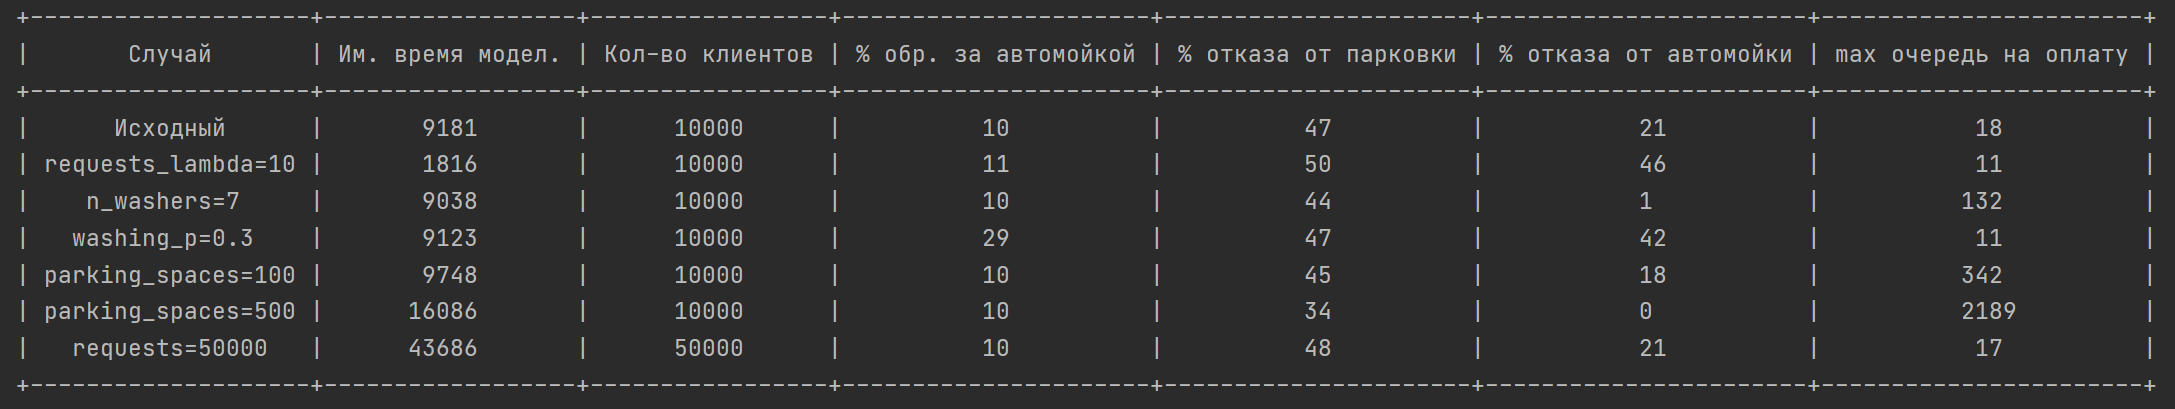 +--------------------+------------------+-----------------+----------------------+----------------------+-----------------------+-----------------------+
|       Случай       | Им. время модел. | Кол-во клиентов | % обр. за автомойкой | % отказа от парковки | % отказа от автомойки | max очередь на оплату |
+--------------------+------------------+-----------------+----------------------+----------------------+-----------------------+-----------------------+
|      Исходный      |       9181       |      10000      |          10          |          47          |           21          |           18          |
| requests_lambda=10 |       1816       |      10000      |          11          |          50          |           46          |           11          |
|    n_washers=7     |       9038       |      10000      |          10          |          44          |           1           |          132          |
|   washing_p=0.3    |       9123       |      10000      |          29          |          47          |           42          |           11          |
| parking_spaces=100 |       9748       |      10000      |          10          |          45          |           18          |          342          |
| parking_spaces=500 |      16086       |      10000      |          10          |          34          |           0           |          2189         |
|   requests=50000   |      43686       |      50000      |          10          |          48          |           21          |           17          |
+--------------------+------------------+-----------------+----------------------+----------------------+-----------------------+-----------------------+